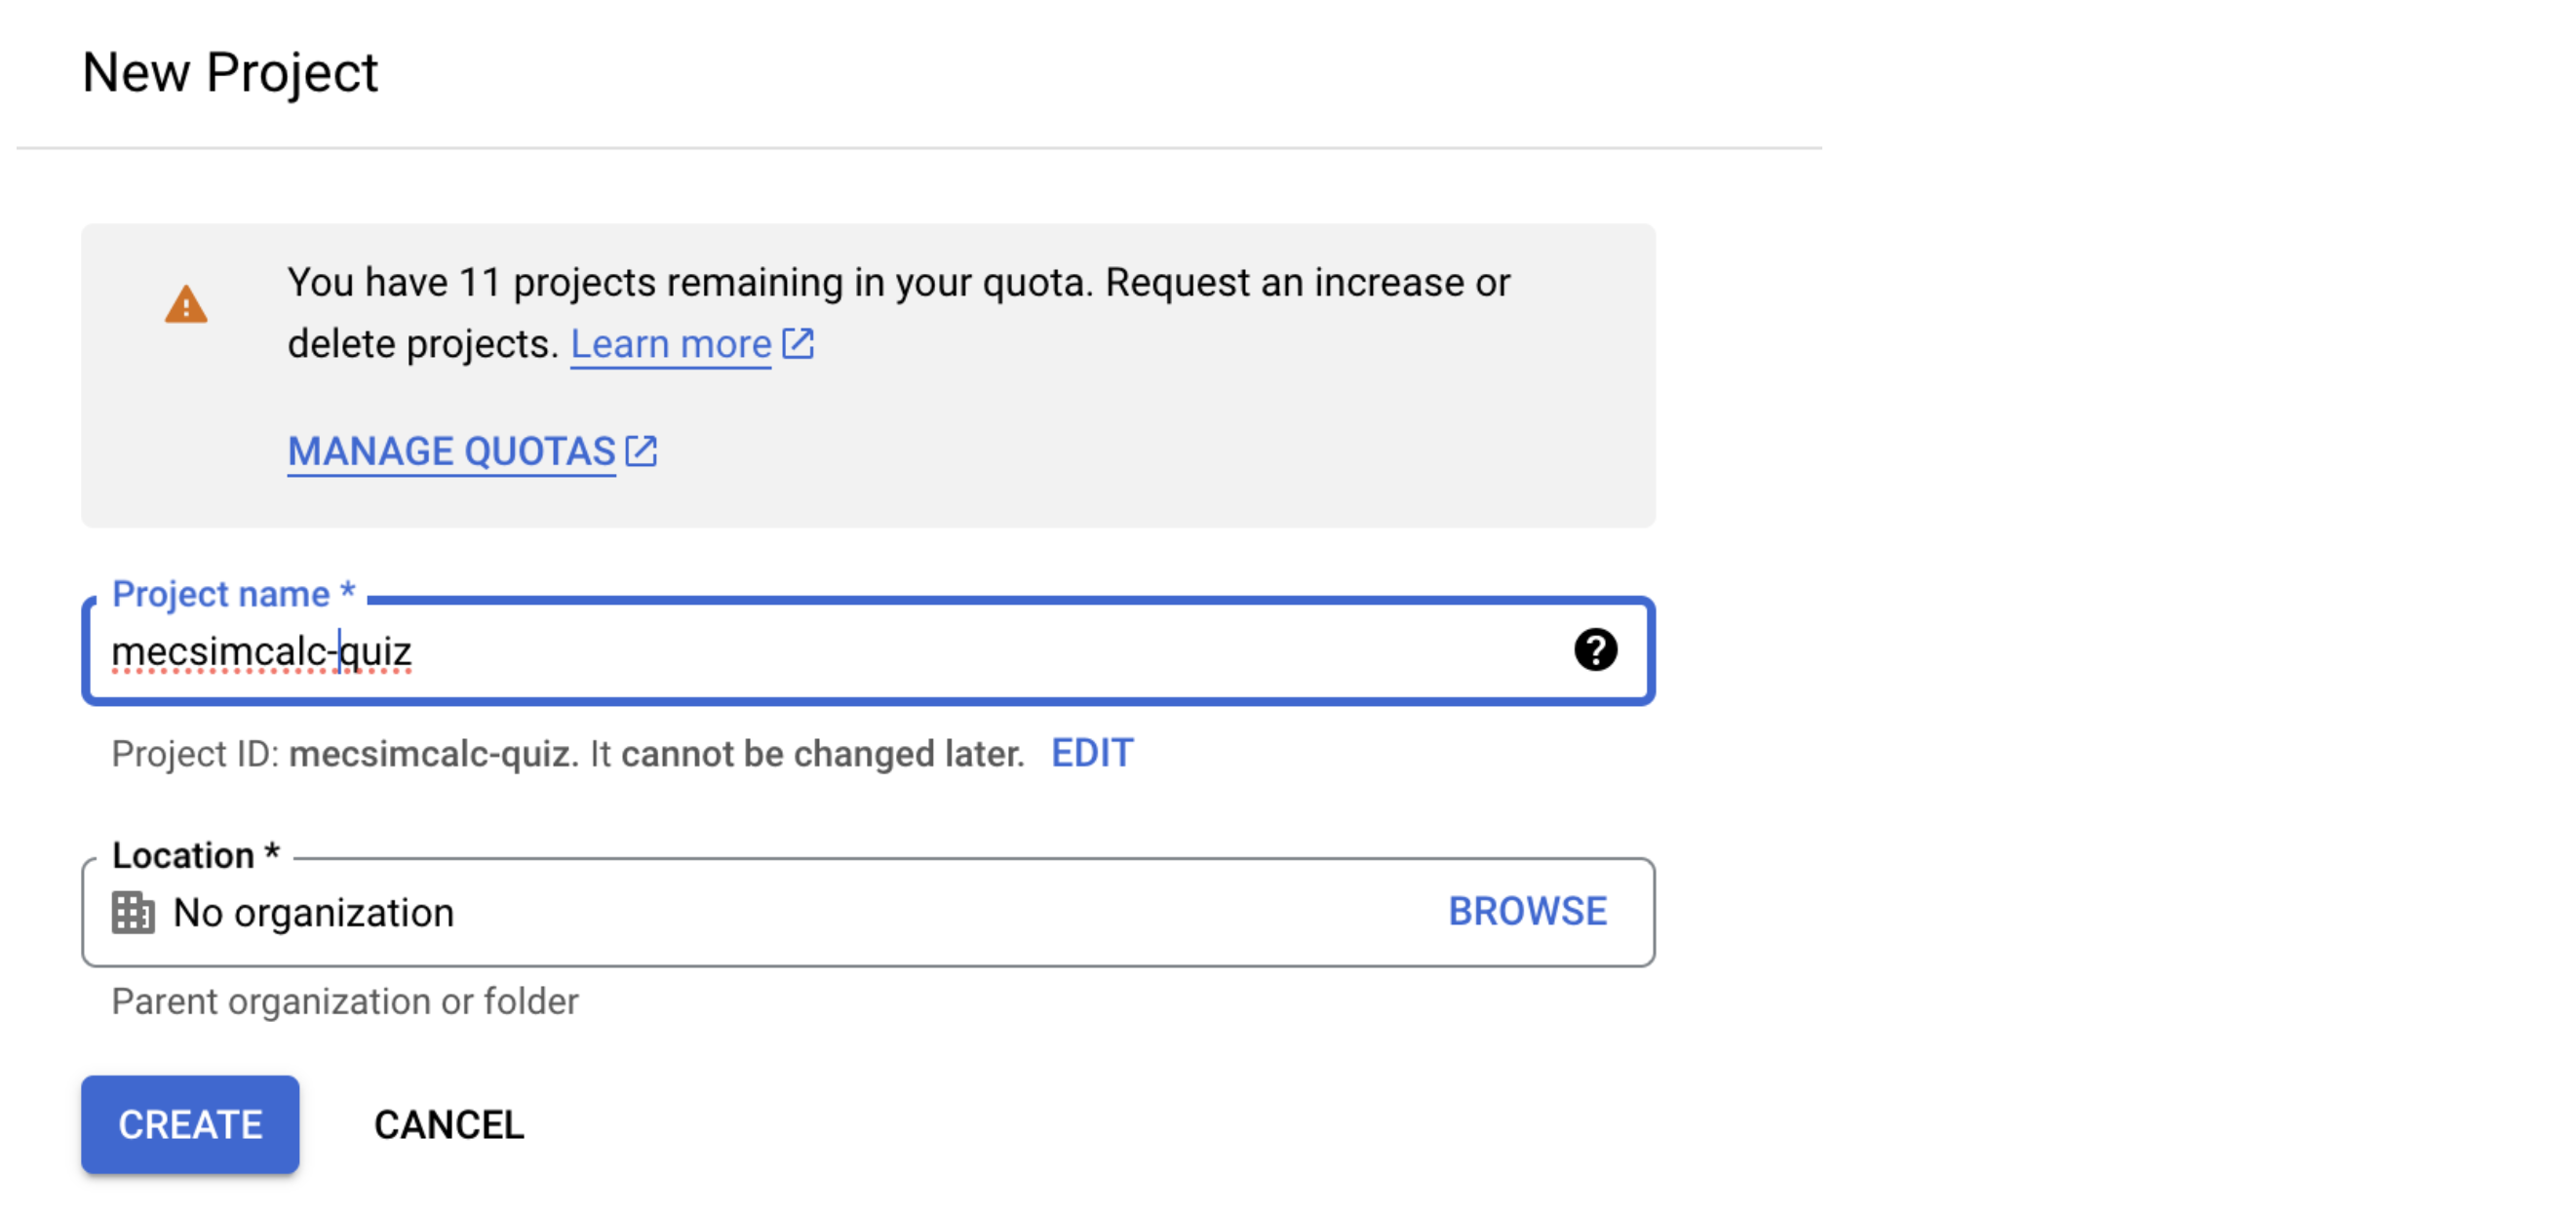 New Project
You have 11 projects remaining in your quota. Request an increase or
delete projects. Learn more
MANAGE QUOTAS
Project name *
mecsimcalc-quiz
Project ID: mecsimcalc-quiz. It cannot be changed later. EDIT
Location *
No organization BROWSE
Parent organization or folder
CREATE CANCEL